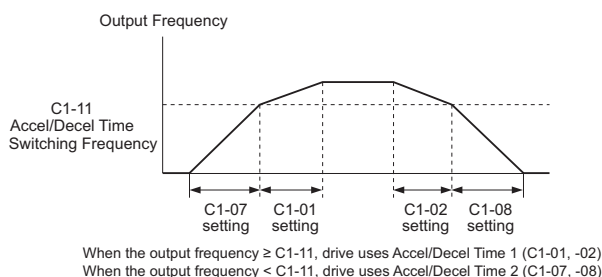 Output Frequency
C1-11
Accel/Decel Time
Switching Frequency
C1-07
setting
C1-01
setting
C1-02
setting
C1-08
setting
When the output frequency ≥ C1-11, drive uses Accel/Decel Time 1 (C1-01, -02)
When the output frequency < C1-11, drive uses Accel/Decel Time 2 (C1-07, -08)